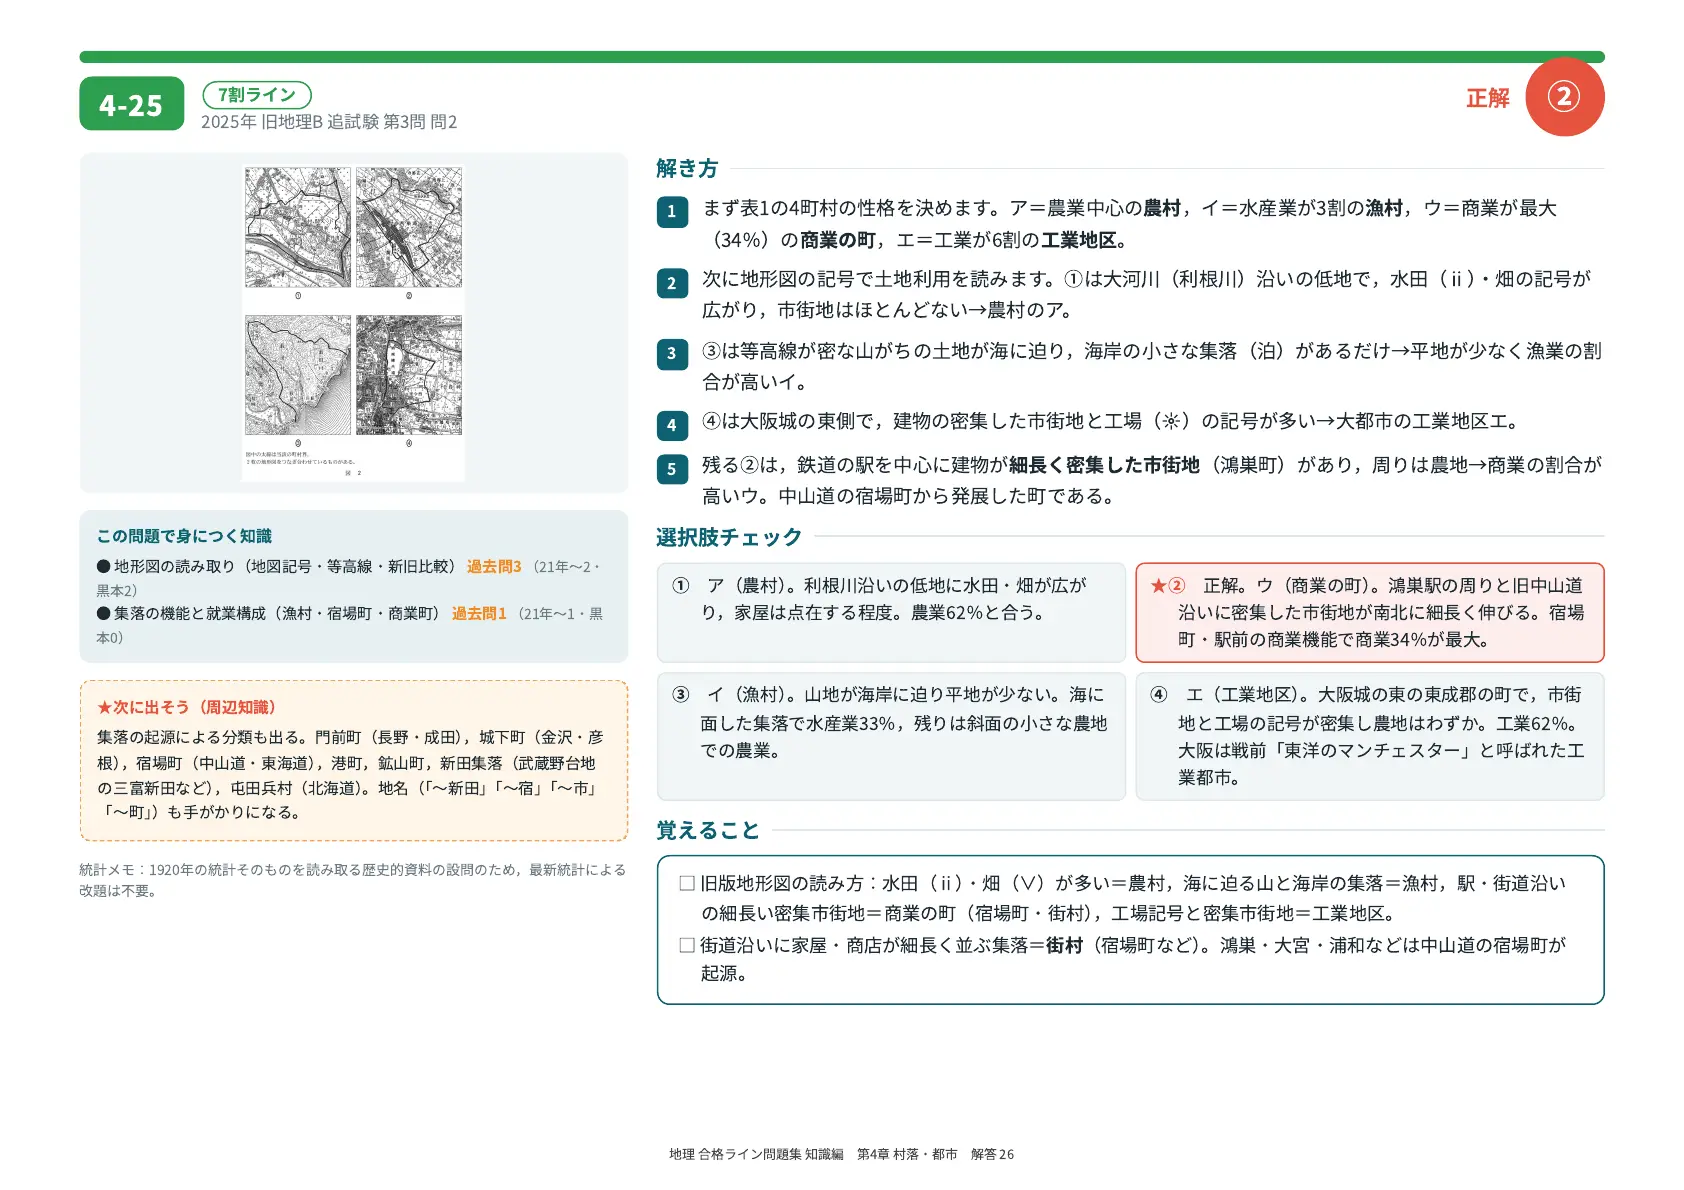 4-25
7割ライン
2025年 旧地理B 追試験 第3問 問2
正解
②
①
②
③
④
図中の太線は当該の町村界。
2枚の地形図をつなぎ合わせているものがある。
図 2
この問題で身につく知識
● 地形図の読み取り（地図記号・等高線・新旧比較） 過去問3 （21年～2・
黒本2）
● 集落の機能と就業構成（漁村・宿場町・商業町） 過去問1 （21年～1・黒
本0）
★次に出そう（周辺知識）
集落の起源による分類も出る。門前町（長野・成田），城下町（金沢・彦
根），宿場町（中山道・東海道），港町，鉱山町，新田集落（武蔵野台地
の三富新田など），屯田兵村（北海道）。地名（「～新田」「～宿」「～市」
「～町」）も手がかりになる。
統計メモ：1920年の統計そのものを読み取る歴史的資料の設問のため，最新統計による
改題は不要。
解き方
1 まず表1の4町村の性格を決めます。ア＝農業中心の農村，イ＝水産業が3割の漁村，ウ＝商業が最大
（34%）の商業の町，エ＝工業が6割の工業地区。
2 次に地形図の記号で土地利用を読みます。①は大河川（利根川）沿いの低地で，水田（ⅱ）・畑の記号が
広がり，市街地はほとんどない→農村のア。
3 ③は等高線が密な山がちの土地が海に迫り，海岸の小さな集落（泊）があるだけ→平地が少なく漁業の割
合が高いイ。
4 ④は大阪城の東側で，建物の密集した市街地と工場（☼）の記号が多い→大都市の工業地区エ。
5 残る②は，鉄道の駅を中心に建物が細長く密集した市街地（鴻巣町）があり，周りは農地→商業の割合が
高いウ。中山道の宿場町から発展した町である。
選択肢チェック
① ア（農村）。利根川沿いの低地に水田・畑が広が
り，家屋は点在する程度。農業62%と合う。
★② 正解。ウ（商業の町）。鴻巣駅の周りと旧中山道
沿いに密集した市街地が南北に細長く伸びる。宿場
町・駅前の商業機能で商業34%が最大。
③ イ（漁村）。山地が海岸に迫り平地が少ない。海に
面した集落で水産業33%，残りは斜面の小さな農地
での農業。
④ エ（工業地区）。大阪城の東の東成郡の町で，市街
地と工場の記号が密集し農地はわずか。工業62%。
大阪は戦前「東洋のマンチェスター」と呼ばれた工
業都市。
覚えること
□ 旧版地形図の読み方：水田（ⅱ）・畑（∨）が多い＝農村，海に迫る山と海岸の集落＝漁村，駅・街道沿い
の細長い密集市街地＝商業の町（宿場町・街村），工場記号と密集市街地＝工業地区。
□ 街道沿いに家屋・商店が細長く並ぶ集落＝街村（宿場町など）。鴻巣・大宮・浦和などは中山道の宿場町が
起源。
地理 合格ライン問題集 知識編 第4章 村落・都市 解答 26